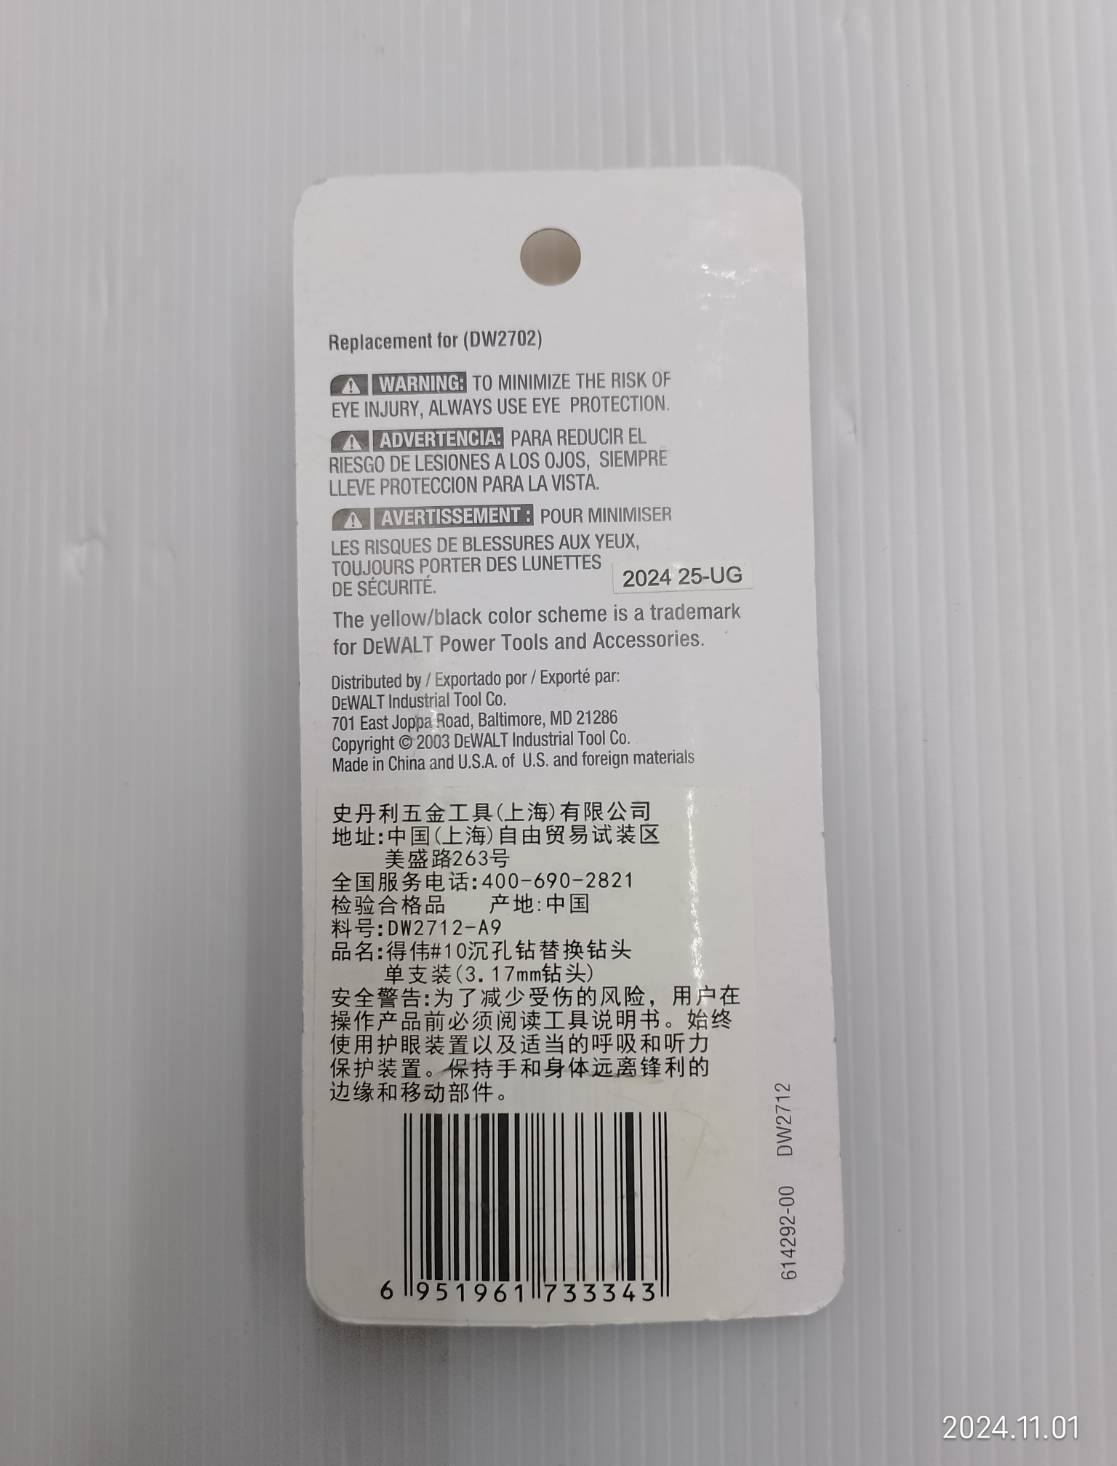 Replacement for (DW2702)
WARNING: TO MINIMIZE THE RISK OF
EYE INJURY, ALWAYS USE EYE PROTECTION.
ADVERTENCIA: PARA REDUCIR EL
RIESGO DE LESIONES A LOS OJOS, SIEMPRE
LLEVE PROTECCION PARA LA VISTA.
AVERTISSEMENT : POUR MINIMISER
LES RISQUES DE BLESSURES AUX YEUX,
TOUJOURS PORTER DES LUNETTES
DE SÉCURITÉ.
2024 25-UG
The yellow/black color scheme is a trademark
for DEWALT Power Tools and Accessories.
Distributed by / Exportado por / Exporté par:
DEWALT Industrial Tool Co.
701 East Joppa Road, Baltimore, MD 21286
Copyright © 2003 DEWALT Industrial Tool Co.
Made in China and U.S.A. of U.S. and foreign materials
史丹利五金工具(上海)有限公司
地址:中国(上海)自由贸易试装区
美盛路263号
全国服务电话:400-690-2821
检验合格品 产地:中国
料号:DW2712-A9
品名:得伟#10沉孔钻替换钻头
单支装(3.17mm钻头)
安全警告:为了减少受伤的风险，用户在
操作产品前必须阅读工具说明书。始终
使用护眼装置以及适当的呼吸和听力
保护装置。保持手和身体远离锋利的
边缘和移动部件。
6 951961 733343
614292-00 DW2712
2024.11.01